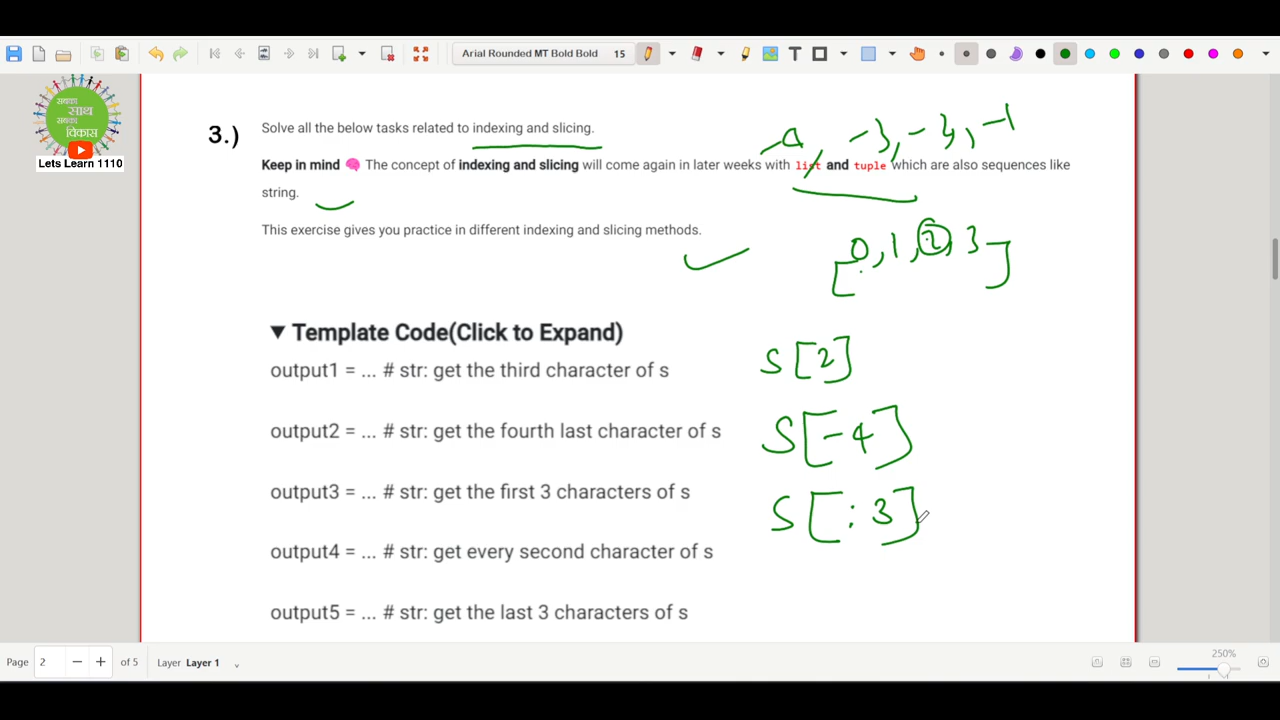 Arial Rounded MT Bold Bold 15
सबका
साथ
सबका
विकास
Lets Learn 1110
3.) Solve all the below tasks related to indexing and slicing.
-4, -3, -3, -1
Keep in mind 🧠 The concept of indexing and slicing will come again in later weeks with list and tuple which are also sequences like
string.
This exercise gives you practice in different indexing and slicing methods.
[0, 1, 2, 3]
▼ Template Code(Click to Expand)
output1 = ... # str: get the third character of s
S[2]
output2 = ... # str: get the fourth last character of s
S[-4]
output3 = ... # str: get the first 3 characters of s
S[:3]
output4 = ... # str: get every second character of s
output5 = ... # str: get the last 3 characters of s
Page 2 of 5 Layer Layer 1
250%